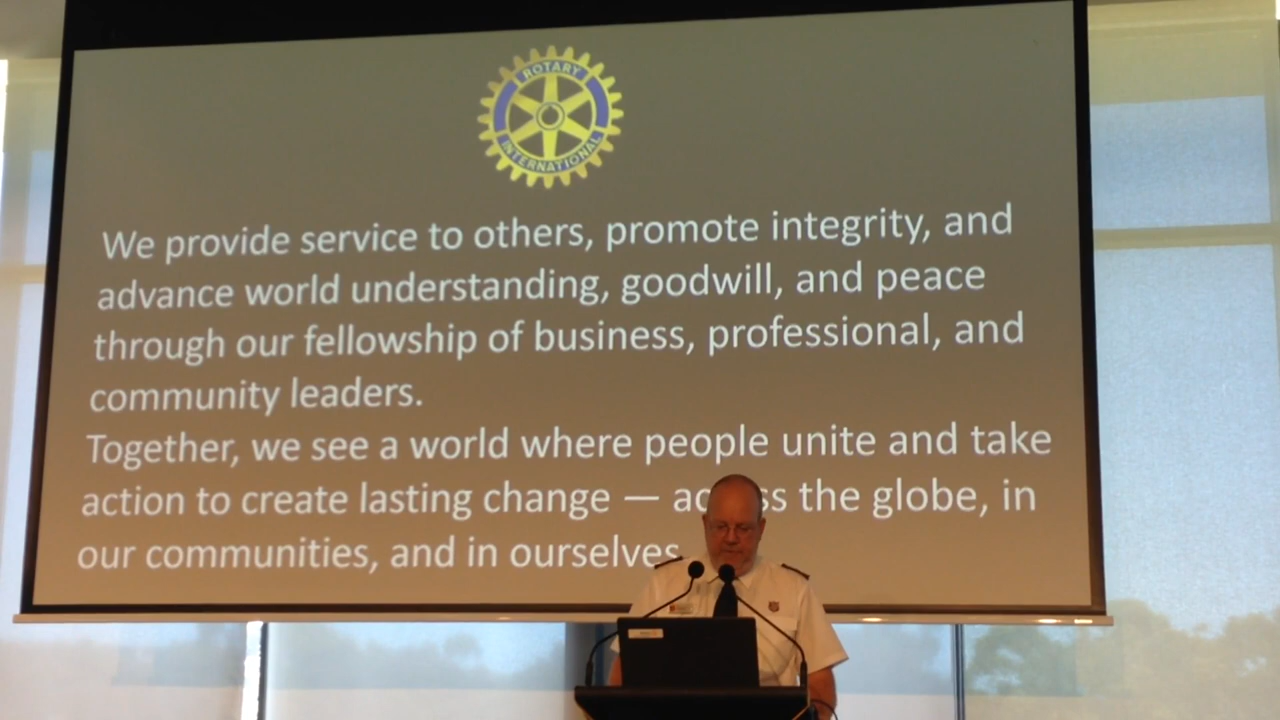 ROTARY
INTERNATIONAL
We provide service to others, promote integrity, and
advance world understanding, goodwill, and peace
through our fellowship of business, professional, and
community leaders.
Together, we see a world where people unite and take
action to create lasting change — ac ss the globe, in
our communities, and in ourselves.